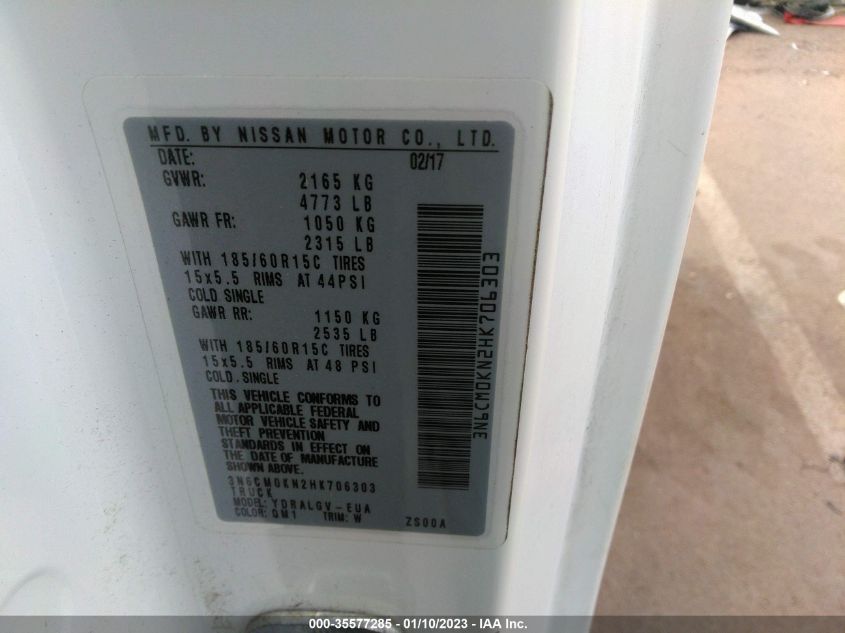 MFD. BY NISSAN MOTOR CO., LTD.
DATE: 02/17
GVWR: 2165 KG
4773 LB
GAWR FR: 1050 KG
2315 LB
WITH 185/60R15C TIRES
15x5.5 RIMS AT 44PSI
COLD SINGLE
GAWR RR: 1150 KG
2535 LB
WITH 185/60R15C TIRES
15x5.5 RIMS AT 48 PSI
COLD.SINGLE
THIS VEHICLE CONFORMS TO
ALL APPLICABLE FEDERAL
MOTOR VEHICLE SAFETY AND
THEFT PREVENTION
STANDARDS IN EFFECT ON
THE DATE OF MANUFACTURE
SHOWN ABOVE.
3N6CM0KN2HK706303
TRUCK
MODEL: YDRALGV-EUA
COLOR: QM1 TRIM: W ZS00A
3N6CM0KN2HK706303
000-35577285 - 01/10/2023 - IAA Inc.